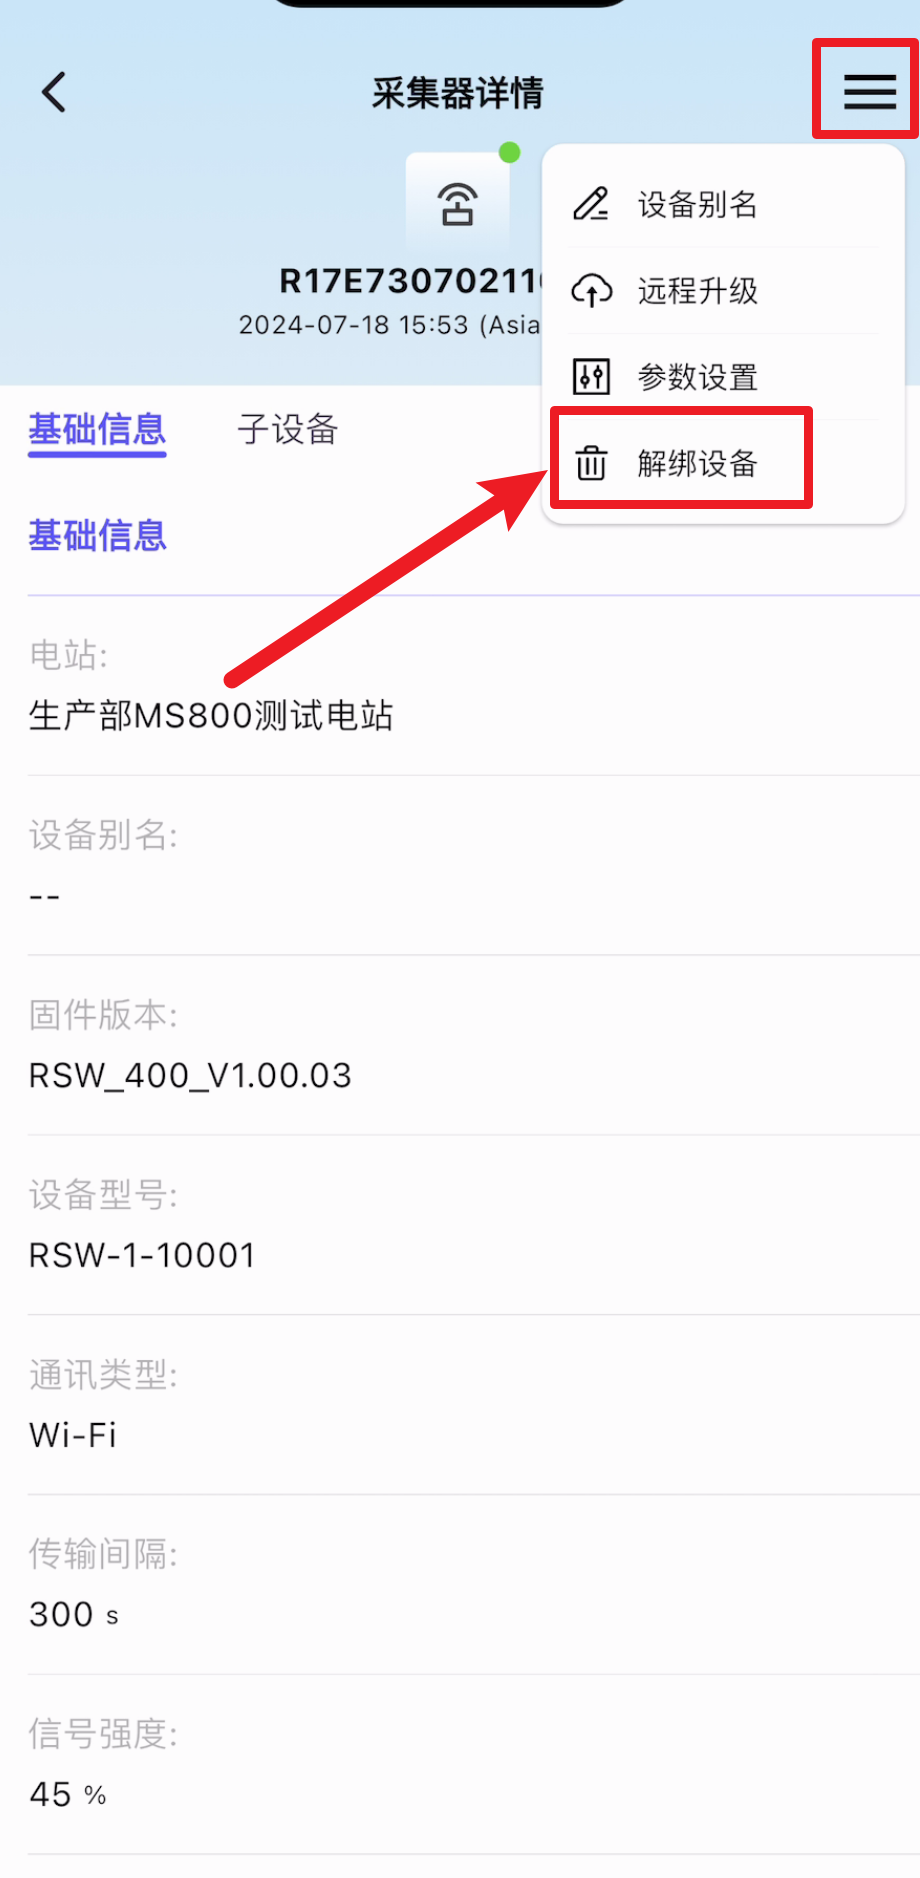 采集器详情
设备别名
远程升级
参数设置
解绑设备
R17E73070211
2024-07-18 15:53 (Asia
基础信息
子设备
基础信息
电站:
生产部MS800测试电站
设备别名:
--
固件版本:
RSW_400_V1.00.03
设备型号:
RSW-1-10001
通讯类型:
Wi-Fi
传输间隔:
300 s
信号强度:
45 %